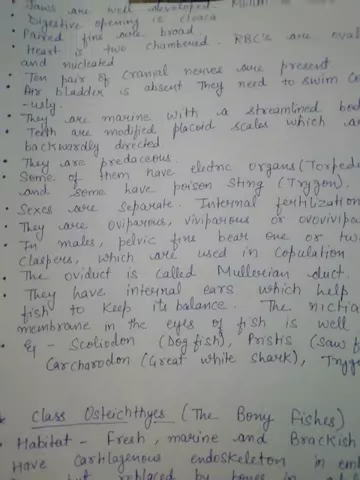 Jaws are well developed.
Digestive opening is cloaca
Paired fins are broad.
Heart is two chambered. RBC's are oval
and nucleated
Ten pair of cranial nerves are present.
Air bladder is absent They need to swim
-usly.
They are marine with a streamlined
Teeth are modified placoid scales which
backwardly directed.
They are predaceous.
Some of them have electric organs (Torpedo
and some have poison sting (Trygon).
Sexes are separate. Internal fertilization
They are oviparous, viviparous or
In males, pelvic fins bear one or
claspers, which are used in copulation
The oviduct is called Mullerian duct.
They have internal ears which help
fish to keep its balance. The
membrane in the eyes of fish is well
Eg - Scoliodon (Dog fish), Pristis (Saw
Carcharodon (Great white shark),
Class Osteichthyes (The Bony Fishes)
Habitat - Fresh, marine and Brackish
Have cartilagenous endoskeleton in
replaced by bones in